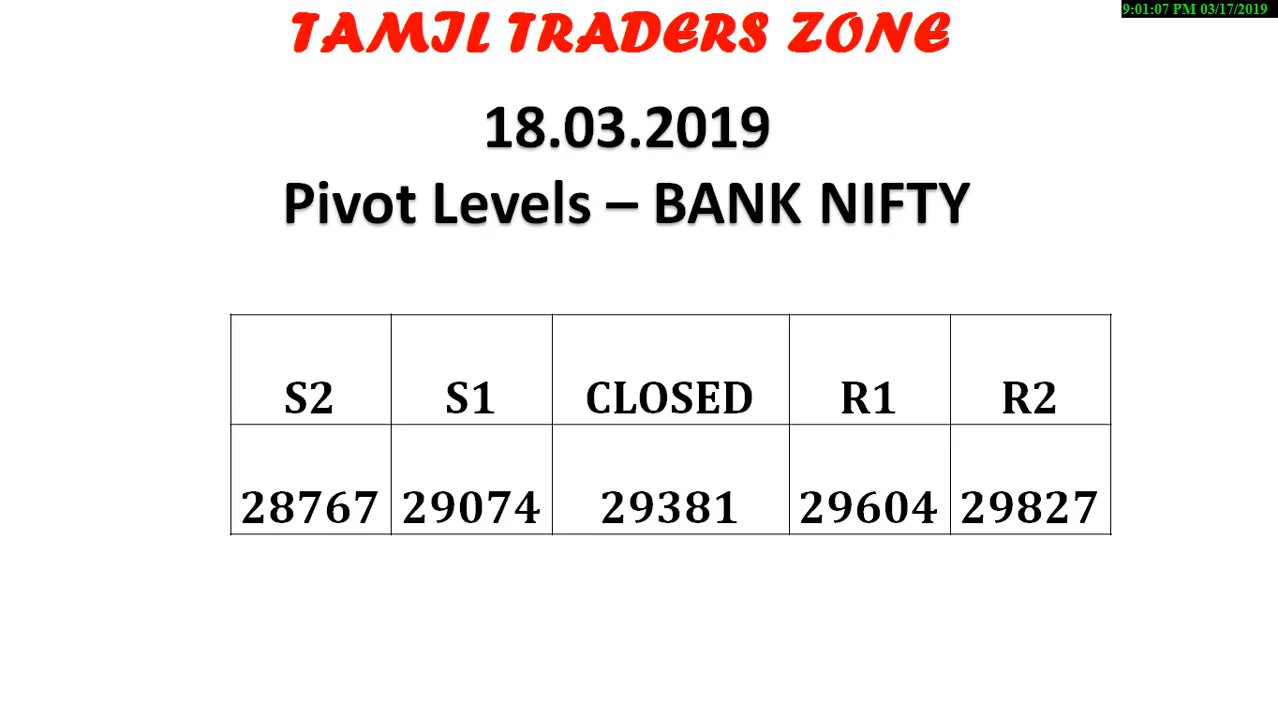 9:01:07 PM 03/17/2019
TAMIL TRADERS ZONE
18.03.2019
Pivot Levels – BANK NIFTY
S2 S1 CLOSED R1 R2
28767 29074 29381 29604 29827